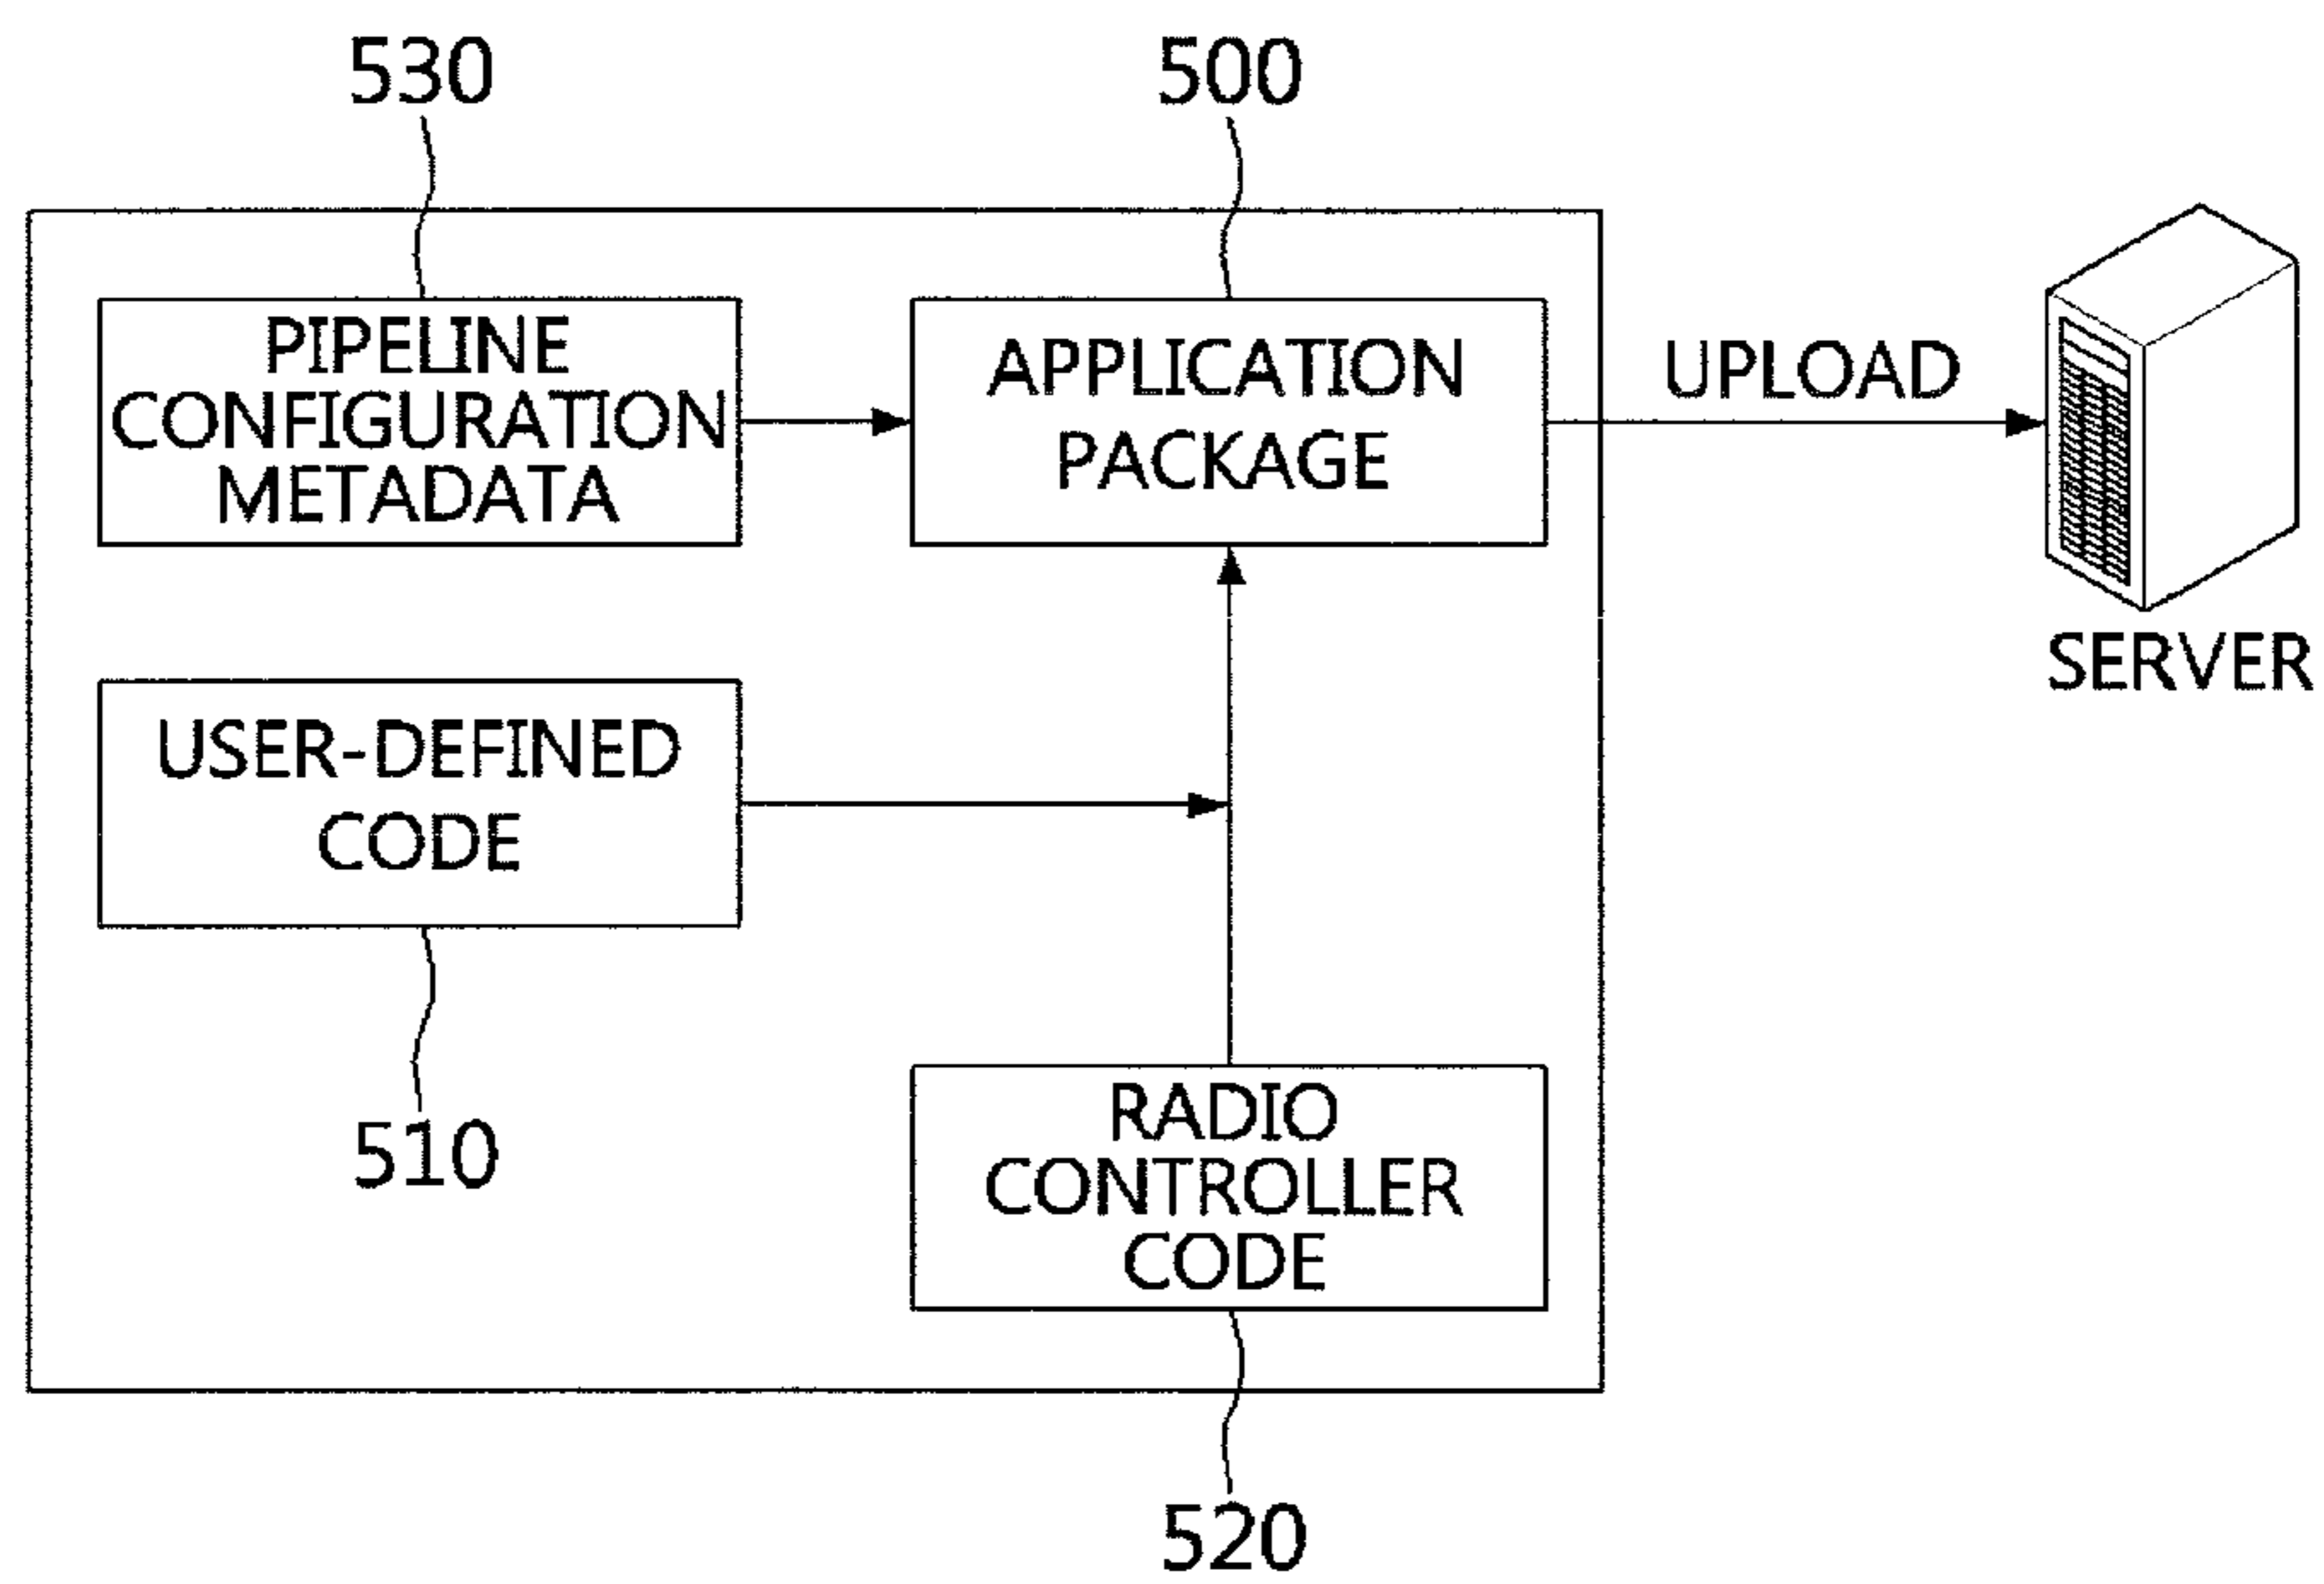 530
500
PIPELINE
CONFIGURATION
METADATA
APPLICATION
PACKAGE
UPLOAD
SERVER
USER-DEFINED
CODE
510
RADIO
CONTROLLER
CODE
520